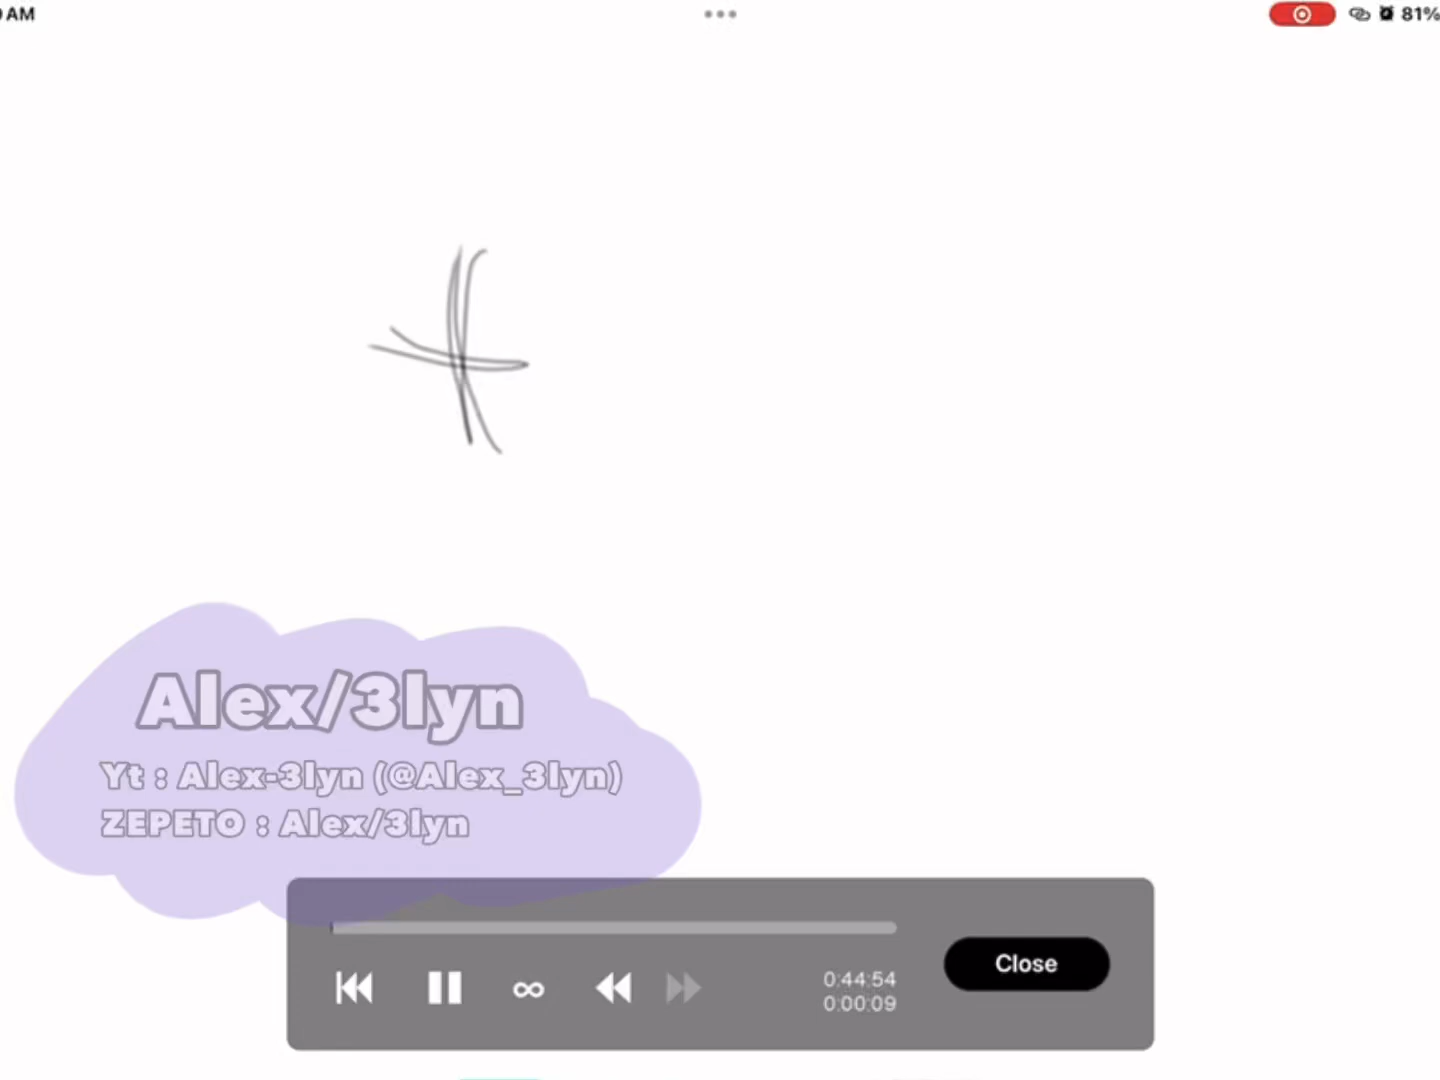 AM
81%
Alex/3lyn
Yt : Alex-3lyn (@Alex_3lyn)
ZEPETO : Alex/3lyn
0:44:54
0:00:09
Close